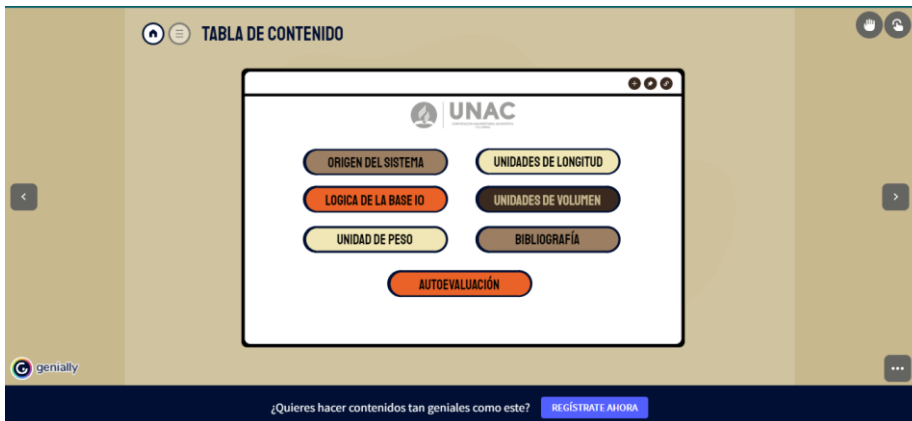 TABLA DE CONTENIDO
UNAC
ORIGEN DEL SISTEMA
UNIDADES DE LONGITUD
LOGICA DE LA BASE 10
UNIDADES DE VOLUMEN
UNIDAD DE PESO
BIBLIOGRAFÍA
AUTOEVALUACIÓN
genially
¿Quieres hacer contenidos tan geniales como este?
REGÍSTRATE AHORA